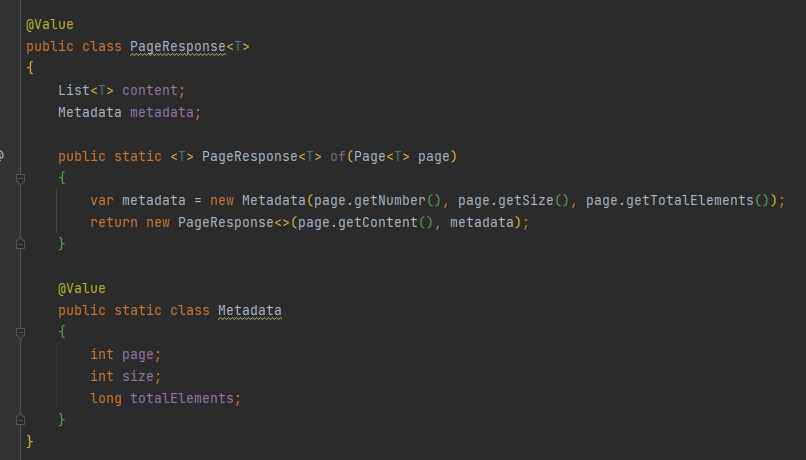 @Value
public class PageResponse<T>
{
    List<T> content;
    Metadata metadata;

    public static <T> PageResponse<T> of(Page<T> page)
    {
        var metadata = new Metadata(page.getNumber(), page.getSize(), page.getTotalElements());
        return new PageResponse<>(page.getContent(), metadata);
    }

    @Value
    public static class Metadata
    {
        int page;
        int size;
        long totalElements;
    }
}